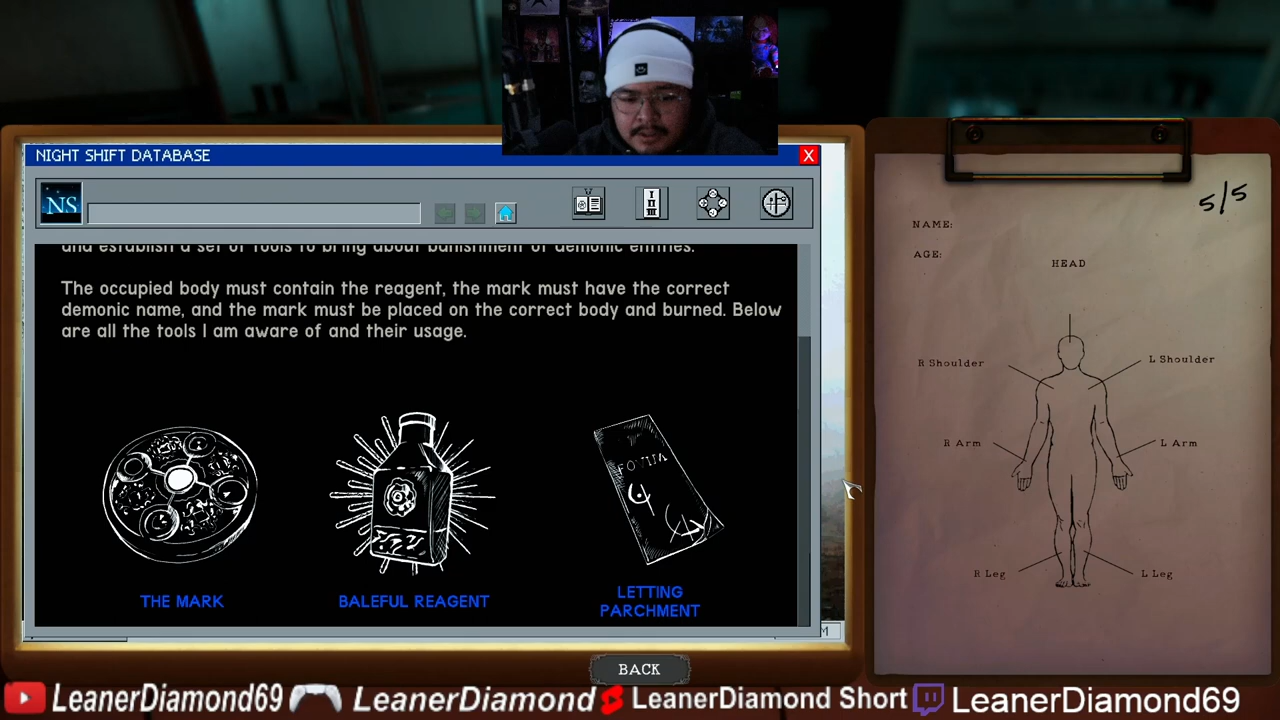 NIGHT SHIFT DATABASE
X
NS
and establish a set of tools to bring about banishment of demonic entities.
The occupied body must contain the reagent, the mark must have the correct
demonic name, and the mark must be placed on the correct body and burned. Below
are all the tools I am aware of and their usage.
THE MARK
BALEFUL REAGENT
LETTING
PARCHMENT
BACK
5/5
NAME:
AGE:
HEAD
R Shoulder
L Shoulder
R Arm
L Arm
R Leg
L Leg
LeanerDiamond69
LeanerDiamond
LeanerDiamond Short
LeanerDiamond69